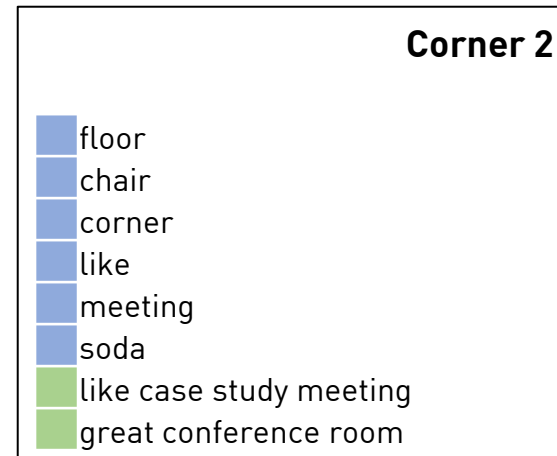 Corner 2
floor
chair
corner
like
meeting
soda
like case study meeting
great conference room